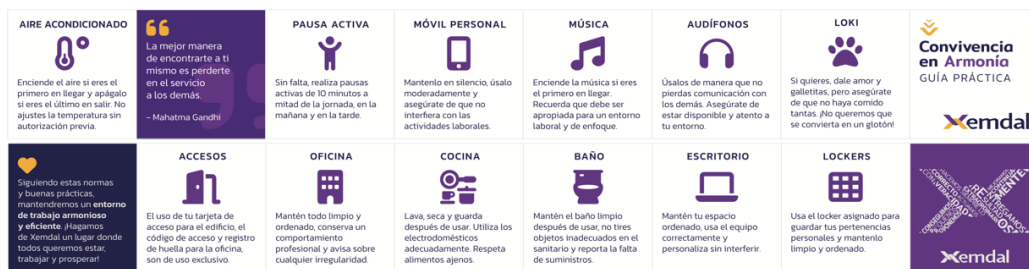 AIRE ACONDICIONADO
Enciende el aire si eres el
primero en llegar y apágalo
si eres el último en salir. No
ajustes la temperatura sin
autorización previa.
La mejor manera
de encontrarte a ti
mismo es perderte
en el servicio
a los demás.
- Mahatma Gandhi
PAUSA ACTIVA
Sin falta, realiza pausas
activas de 10 minutos a
mitad de la jornada, en la
mañana y en la tarde.
MÓVIL PERSONAL
Mantenlo en silencio, úsalo
moderadamente y
asegúrate de que no
interfiera con las
actividades laborales.
MÚSICA
Enciende la música si eres
el primero en llegar.
Recuerda que debe ser
apropiada para un entorno
laboral y de enfoque.
AUDÍFONOS
Úsalos de manera que no
pierdas comunicación con
los demás. Asegúrate de
estar disponible y atento a
tu entorno.
LOKI
Si quieres, dale amor y
galletitas, pero asegúrate
de que no haya comido
tantas. ¡No queremos que
se convierta en un glotón!
Convivencia
en Armonía
GUÍA PRÁCTICA
Xemdal
Siguiendo estas normas
y buenas prácticas,
mantendremos un entorno
de trabajo armonioso
y eficiente. ¡Hagamos
de Xemdal un lugar donde
todos queremos estar,
trabajar y prosperar!
ACCESOS
El uso de tu tarjeta de
acceso para el edificio, el
código de acceso y registro
de huella para la oficina,
son de uso exclusivo.
OFICINA
Mantén todo limpio y
ordenado, conserva un
comportamiento
profesional y avisa sobre
cualquier irregularidad.
COCINA
Lava, seca y guarda
después de usar. Utiliza los
electrodomésticos
adecuadamente. Respeta
alimentos ajenos.
BAÑO
Mantén el baño limpio
después de usar, no tires
objetos inadecuados en el
sanitario y reporta la falta
de suministros.
ESCRITORIO
Mantén tu espacio
ordenado, usa el equipo
correctamente y
personaliza sin interferir.
LOCKERS
Usa el locker asignado para
guardar tus pertenencias
personales y mantenlo
limpio y ordenado.
Xemdal